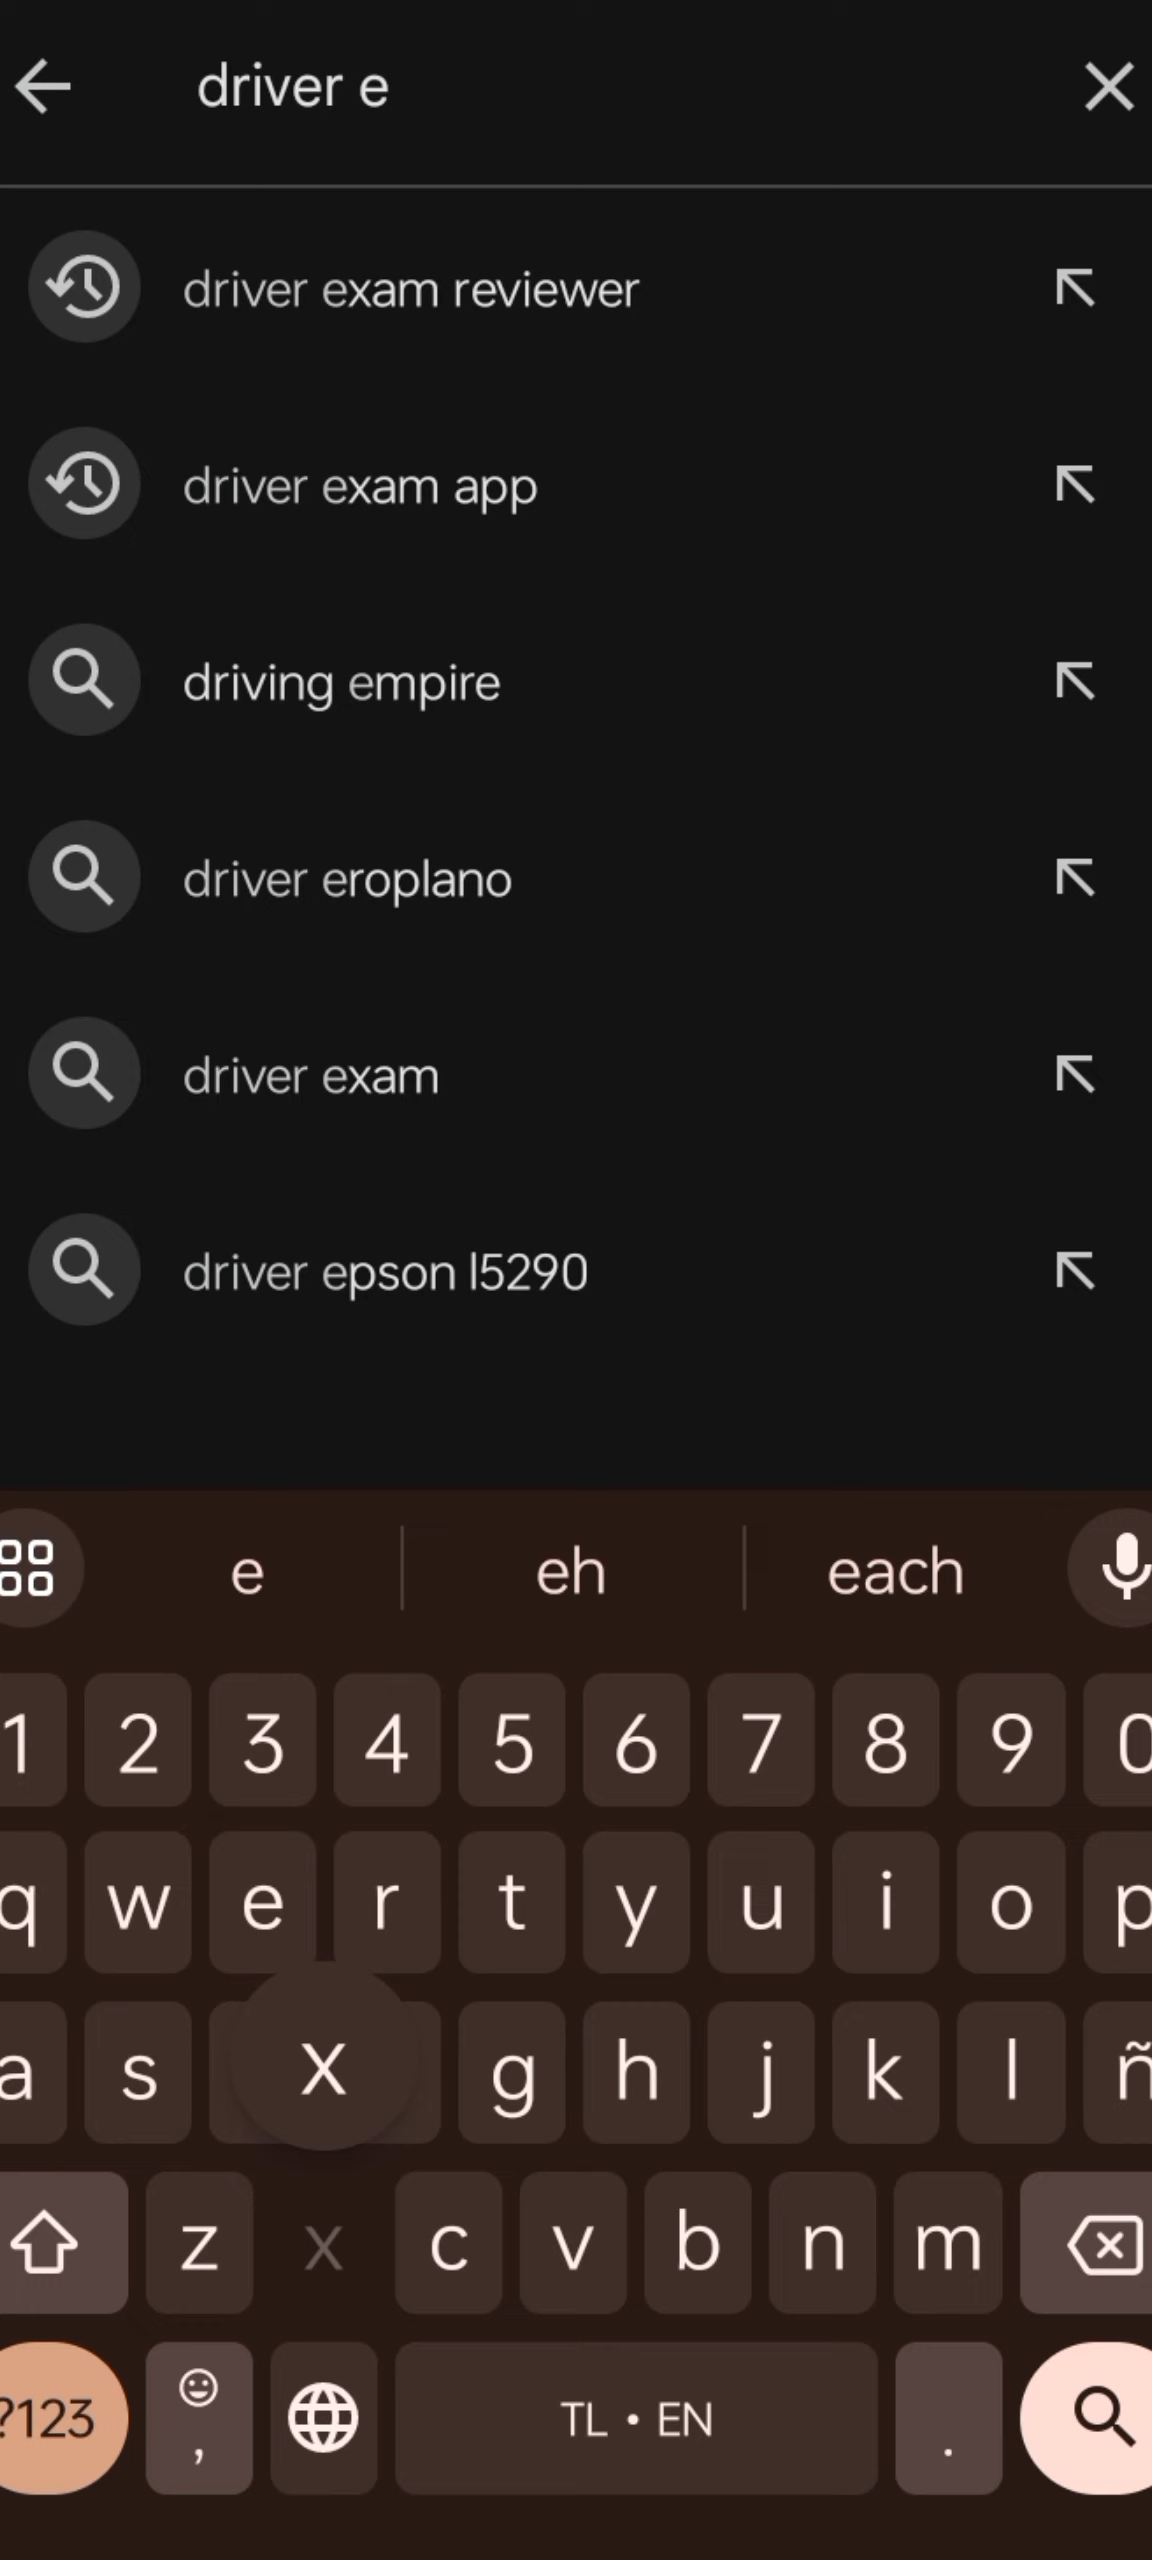 driver e
driver exam reviewer
driver exam app
driving empire
driver eroplano
driver exam
driver epson l5290
e eh each
1 2 3 4 5 6 7 8 9 0
q w e r t y u i o p
a s x g h j k l ñ
z x c v b n m
?123 , TL • EN .